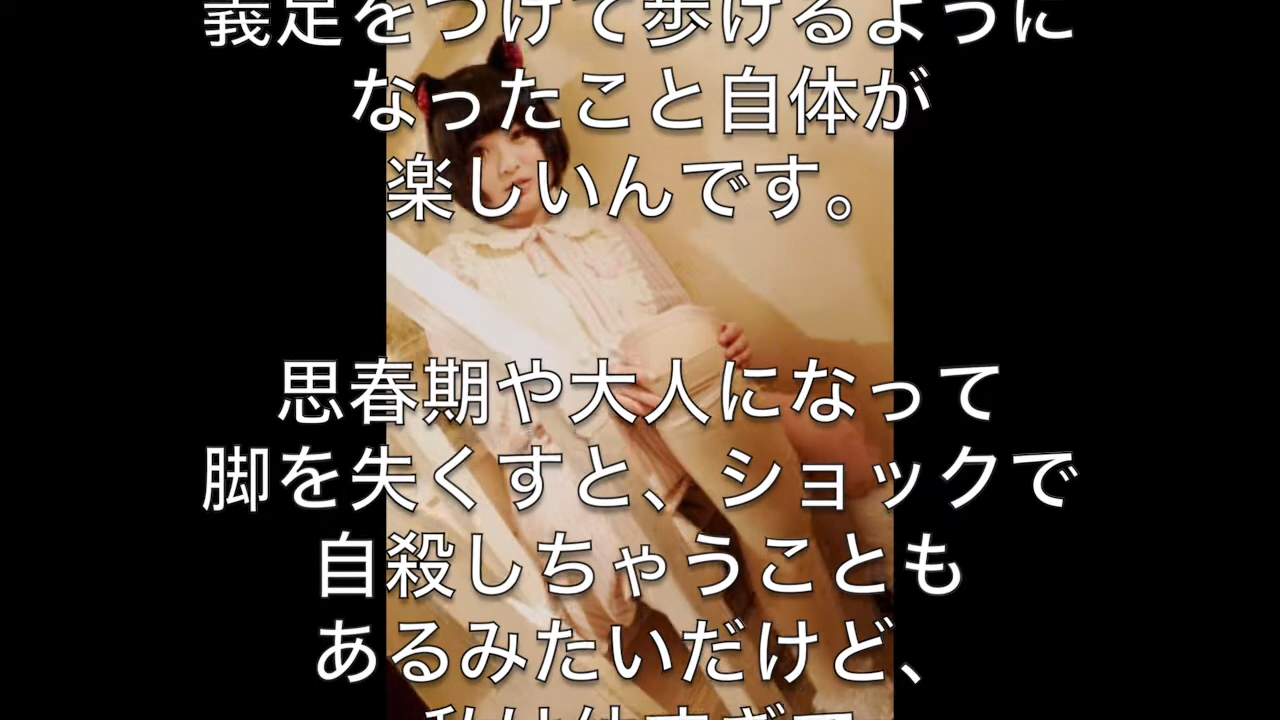 義足をつけて歩けるように
なったこと自体が
楽しいんです。
思春期や大人になって
脚を失くすと、ショックで
自殺しちゃうことも
あるみたいだけど、